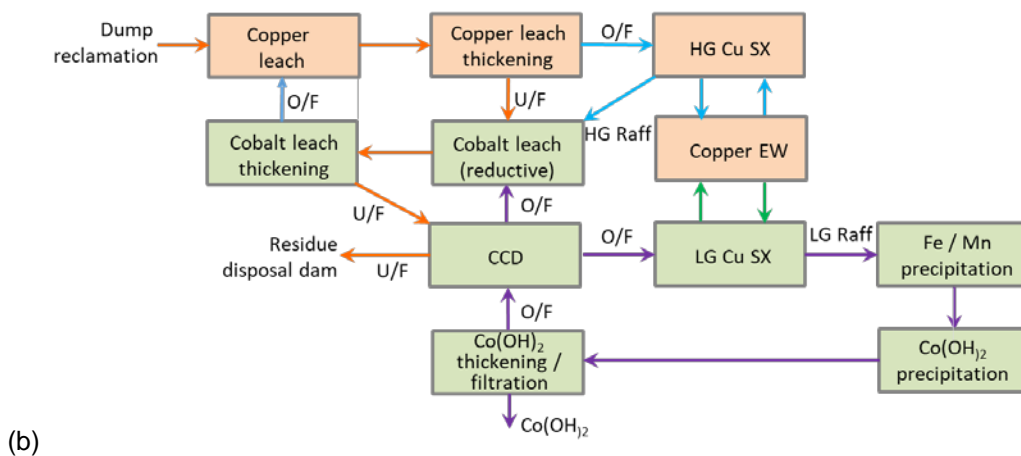 Dump
reclamation
Copper
leach
Copper leach
thickening
O/F
HG Cu SX
O/F
U/F
HG Raff
Cobalt leach
thickening
Cobalt leach
(reductive)
Copper EW
U/F
O/F
Residue
disposal dam
U/F
CCD
O/F
LG Cu SX
LG Raff
Fe / Mn
precipitation
O/F
Co(OH)2
thickening /
filtration
Co(OH)2
precipitation
Co(OH)2
(b)